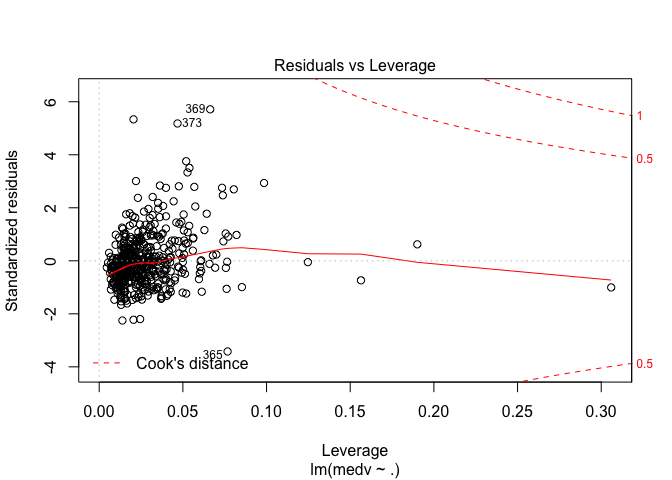 Residuals vs Leverage
Standardized residuals
6
4
2
0
-2
-4
369
373
365
1
0.5
0.5
Cook's distance
0.00 0.05 0.10 0.15 0.20 0.25 0.30
Leverage
lm(medv ~ .)